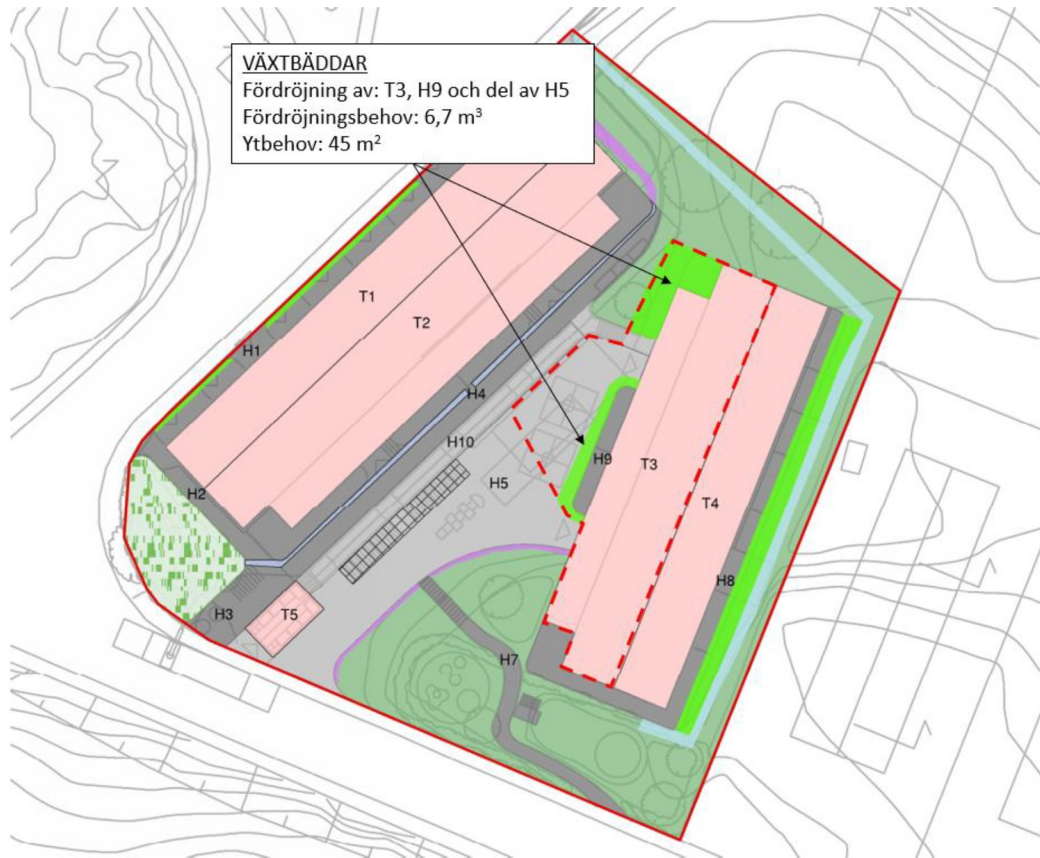 VÄXTBÄDDAR
Fördröjning av: T3, H9 och del av H5
Fördröjningsbehov: 6,7 m³
Ytbehov: 45 m²
T1
T2
H1
H4
H10
H9
T3
H5
H2
T4
H8
H3
T5
H7